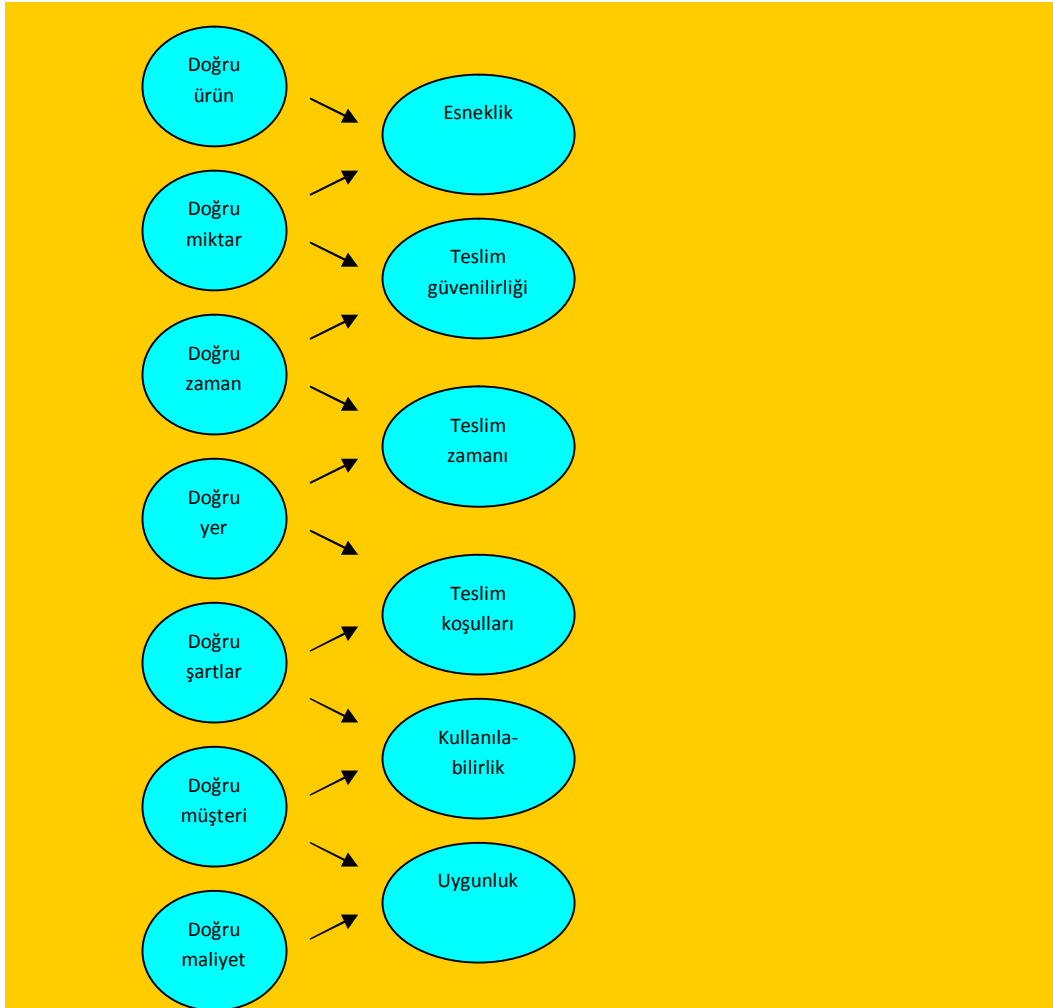 Doğru
ürün
Esneklik
Doğru
miktar
Teslim
güvenilirliği
Doğru
zaman
Teslim
zamanı
Doğru
yer
Teslim
koşulları
Doğru
şartlar
Kullanıla-
bilirlik
Doğru
müşteri
Uygunluk
Doğru
maliyet